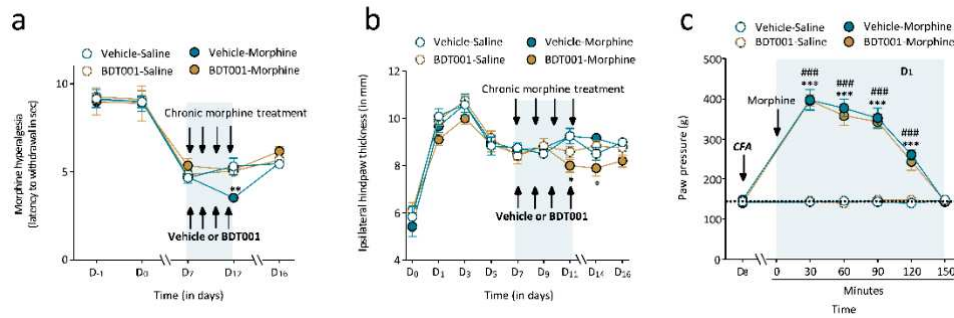 a
Vehicle-Saline
Vehicle-Morphine
BDT001-Saline
BDT001-Morphine
Morphine hyperalgesia
(latency to withdrawal in sec)
10
5
0
Chronic morphine treatment
**
Vehicle or BDT001
D-1 D0 D7 D12 D16
Time (in days)
b
Vehicle-Saline
Vehicle-Morphine
BDT001-Saline
BDT001-Morphine
Ipsilateral hindpaw thickness (in mm)
12
10
8
6
4
Chronic morphine treatment
* *
Vehicle or BDT001
D0 D1 D3 D5 D7 D9 D11 D14 D16
Time (in days)
c
Vehicle-Saline
Vehicle-Morphine
BDT001-Saline
BDT001-Morphine
Paw pressure (g)
500
400
300
200
100
0
D1
Morphine
CFA
### ### ### ###
*** *** *** ***
D8 0 30 60 90 120 150
Minutes
Time